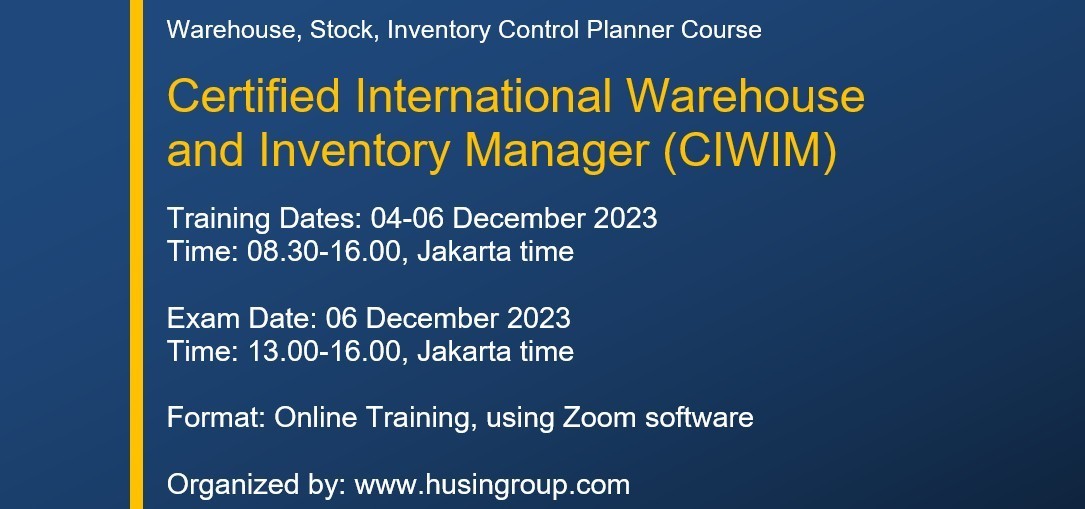 Warehouse, Stock, Inventory Control Planner Course
Certified International Warehouse
and Inventory Manager (CIWIM)
Training Dates: 04-06 December 2023
Time: 08.30-16.00, Jakarta time
Exam Date: 06 December 2023
Time: 13.00-16.00, Jakarta time
Format: Online Training, using Zoom software
Organized by: www.husingroup.com